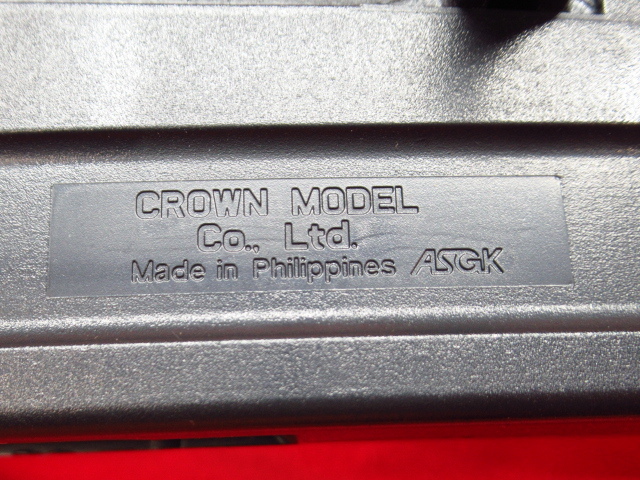 CROWN MODEL
Co., Ltd.
Made in Philippines ASGK